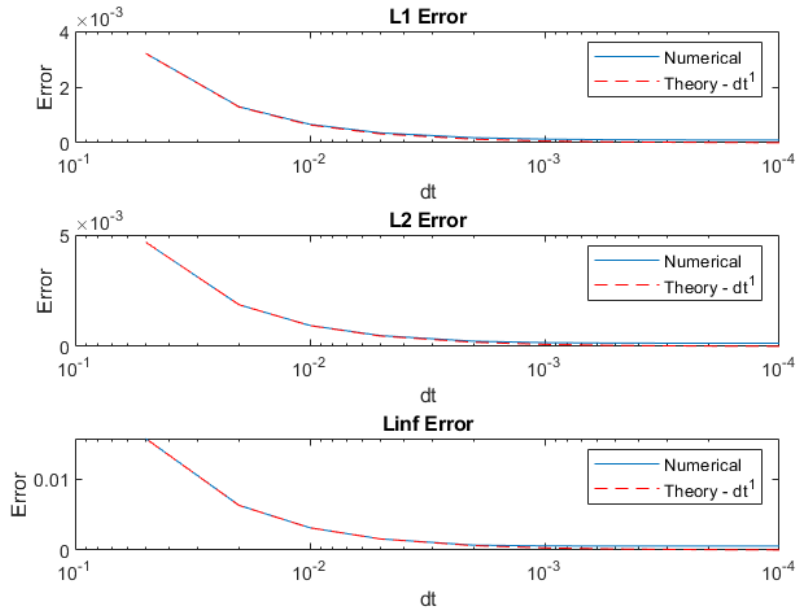 L1 Error
×10⁻³
4
2
0
Error
Numerical
Theory - dt¹
10⁻¹ 10⁻² 10⁻³ 10⁻⁴
dt
L2 Error
×10⁻³
5
0
Error
Numerical
Theory - dt¹
10⁻¹ 10⁻² 10⁻³ 10⁻⁴
dt
Linf Error
0.01
0
Error
Numerical
Theory - dt¹
10⁻¹ 10⁻² 10⁻³ 10⁻⁴
dt